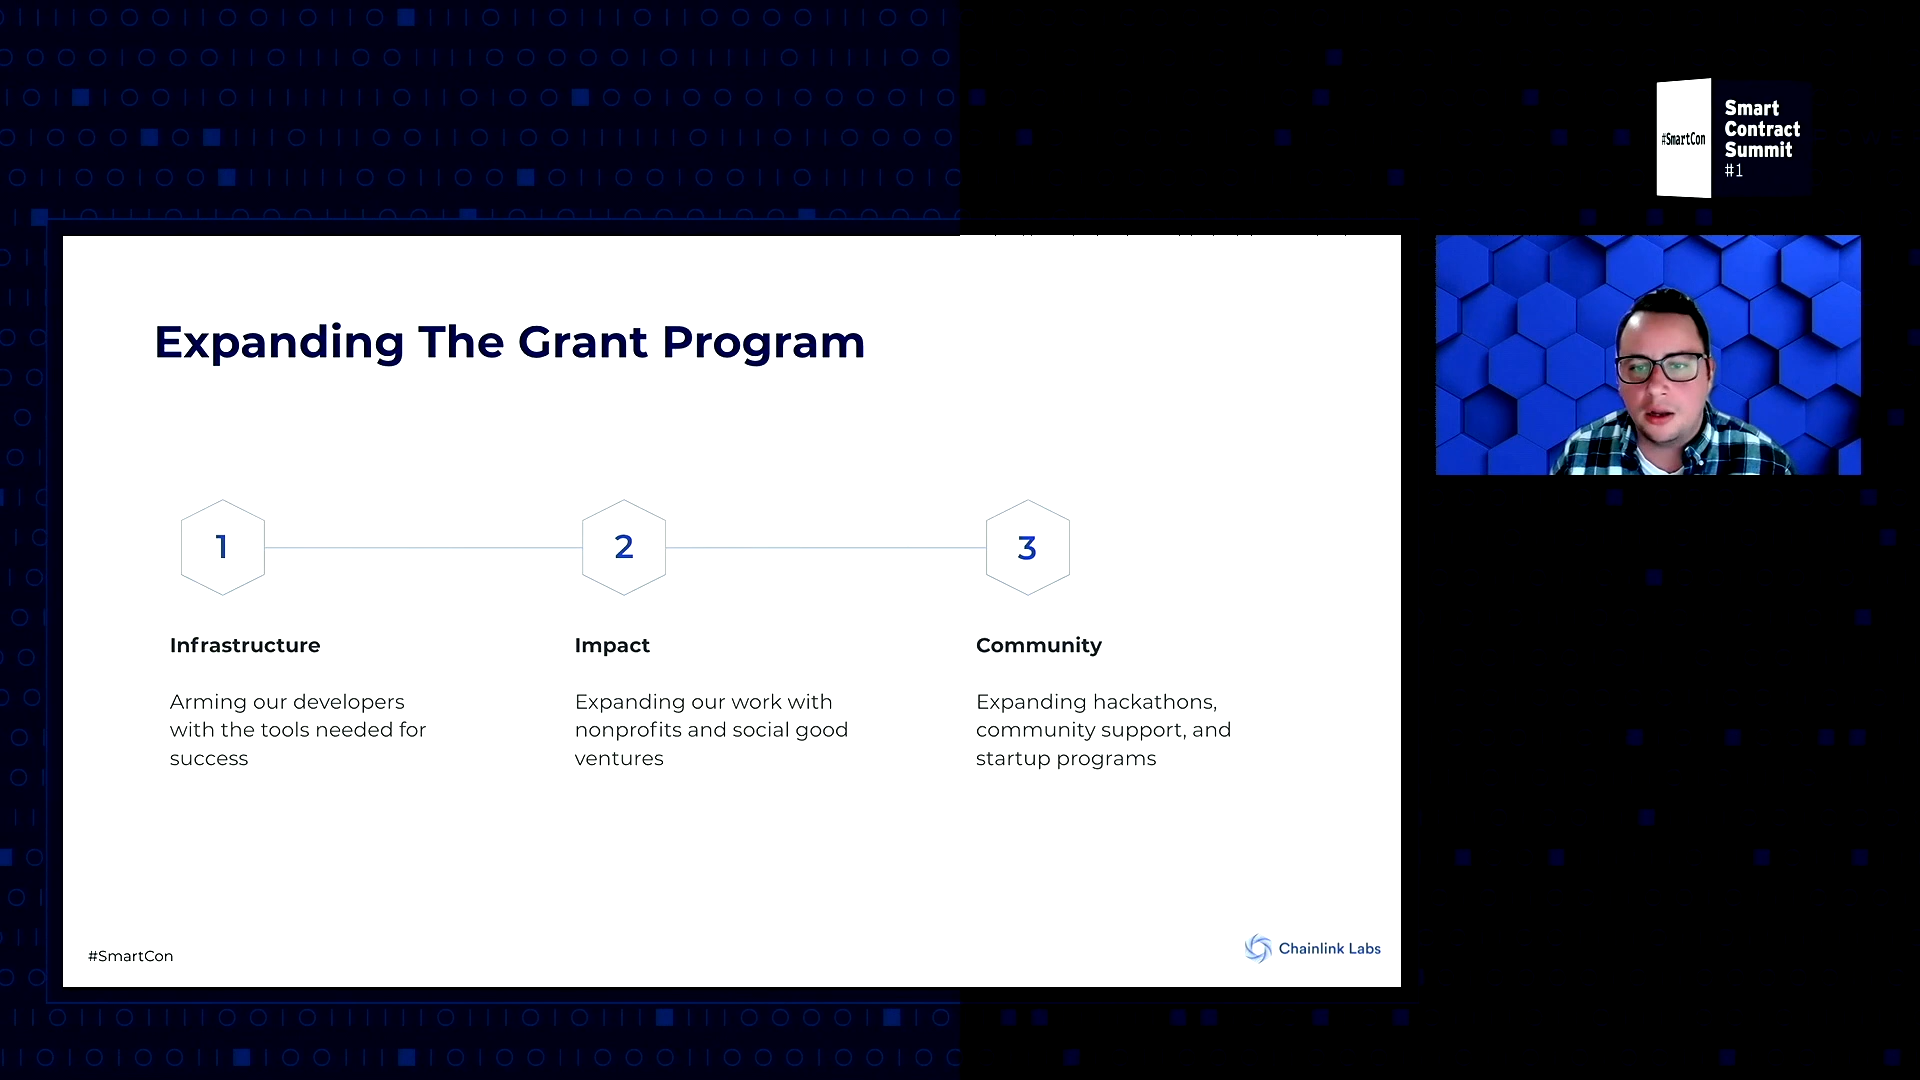 #SmartCon
Smart
Contract
Summit
#1
Expanding The Grant Program
1
2
3
Infrastructure
Arming our developers
with the tools needed for
success
Impact
Expanding our work with
nonprofits and social good
ventures
Community
Expanding hackathons,
community support, and
startup programs
#SmartCon
Chainlink Labs